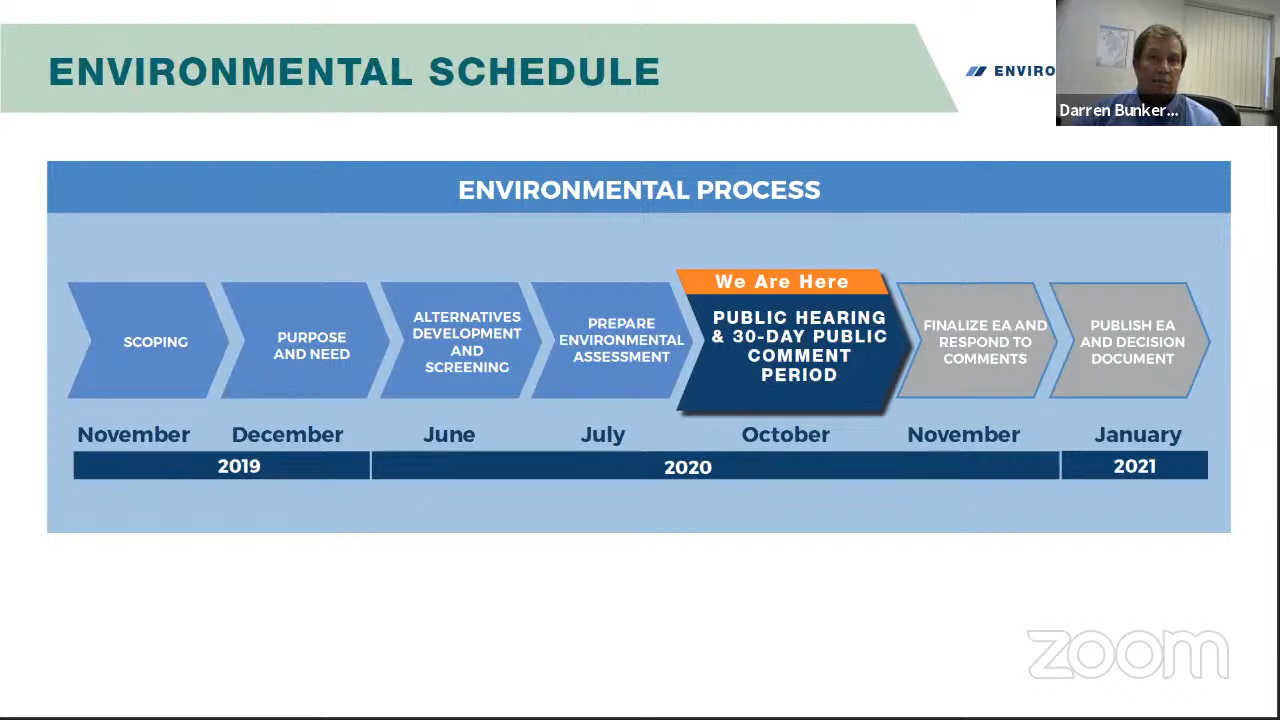 ENVIRONMENTAL SCHEDULE
ENVIRO
Darren Bunker...
ENVIRONMENTAL PROCESS
SCOPING
PURPOSE
AND NEED
ALTERNATIVES
DEVELOPMENT
AND
SCREENING
PREPARE
ENVIRONMENTAL
ASSESSMENT
We Are Here
PUBLIC HEARING
& 30-DAY PUBLIC
COMMENT
PERIOD
FINALIZE EA AND
RESPOND TO
COMMENTS
PUBLISH EA
AND DECISION
DOCUMENT
November
December
June
July
October
November
January
2019
2020
2021
zoom